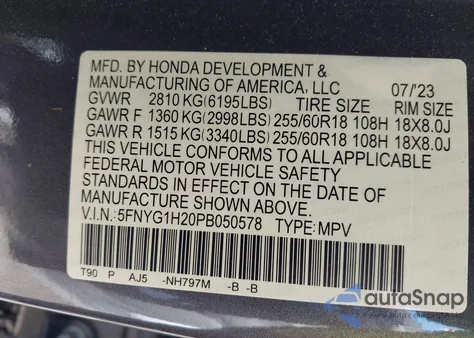 MFD. BY HONDA DEVELOPMENT &
MANUFACTURING OF AMERICA, LLC 07/'23
GVWR 2810 KG(6195LBS) TIRE SIZE RIM SIZE
GAWR F 1360 KG(2998LBS) 255/60R18 108H 18X8.0J
GAWR R 1515 KG(3340LBS) 255/60R18 108H 18X8.0J
THIS VEHICLE CONFORMS TO ALL APPLICABLE
FEDERAL MOTOR VEHICLE SAFETY
STANDARDS IN EFFECT ON THE DATE OF
MANUFACTURE SHOWN ABOVE.
V.I.N.: 5FNYG1H20PB050578 TYPE: MPV
T90 P AJ5 -NH797M -B -B
autoSnap
www.autosnap.cloud